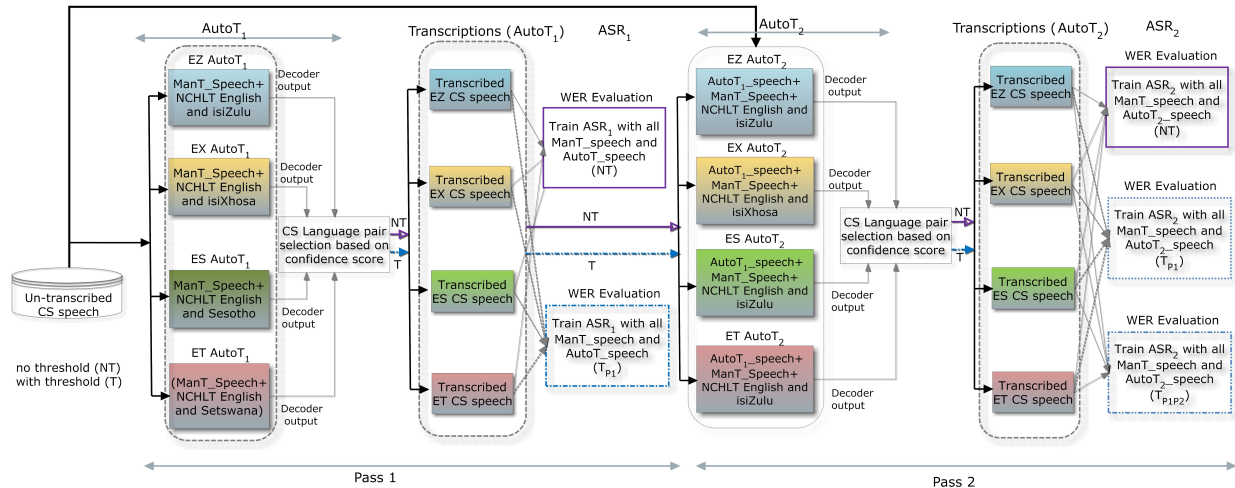 AutoT1
EZ AutoT1
ManT_Speech+
NCHLT English
and isiZulu
Decoder
output
EX AutoT1
ManT_Speech+
NCHLT English
and isiXhosa
Decoder
output
ES AutoT1
ManT_Speech+
NCHLT English
and Sesotho
Decoder
output
ET AutoT1
(ManT_Speech+
NCHLT English
and Setswana)
Decoder
output
Un-transcribed
CS speech
no threshold (NT)
with threshold (T)
CS Language pair
selection based on
confidence score
NT
T
Transcriptions (AutoT1)
Transcribed
EZ CS speech
Transcribed
EX CS speech
Transcribed
ES CS speech
Transcribed
ET CS speech
ASR1
WER Evaluation
Train ASR1 with all
ManT_speech and
AutoT_speech
(NT)
NT
T
WER Evaluation
Train ASR1 with all
ManT_speech and
AutoT_speech
(TP1)
Pass 1
AutoT2
EZ AutoT2
AutoT1_speech+
ManT_Speech+
NCHLT English and
isiZulu
Decoder
output
EX AutoT2
AutoT1_speech+
ManT_Speech+
NCHLT English and
isiXhosa
Decoder
output
ES AutoT2
AutoT1_speech+
ManT_Speech+
NCHLT English and
isiZulu
Decoder
output
ET AutoT2
AutoT1_speech+
ManT_Speech+
NCHLT English and
isiZulu
Decoder
output
CS Language pair
selection based on
confidence score
NT
T
Transcriptions (AutoT2)
Transcribed
EZ CS speech
Transcribed
EX CS speech
Transcribed
ES CS speech
Transcribed
ET CS speech
ASR2
WER Evaluation
Train ASR2 with all
ManT_speech and
AutoT2_speech
(NT)
WER Evaluation
Train ASR2 with all
ManT_speech and
AutoT2_speech
(TP1)
WER Evaluation
Train ASR2 with all
ManT_speech and
AutoT2_speech
(TP1P2)
Pass 2